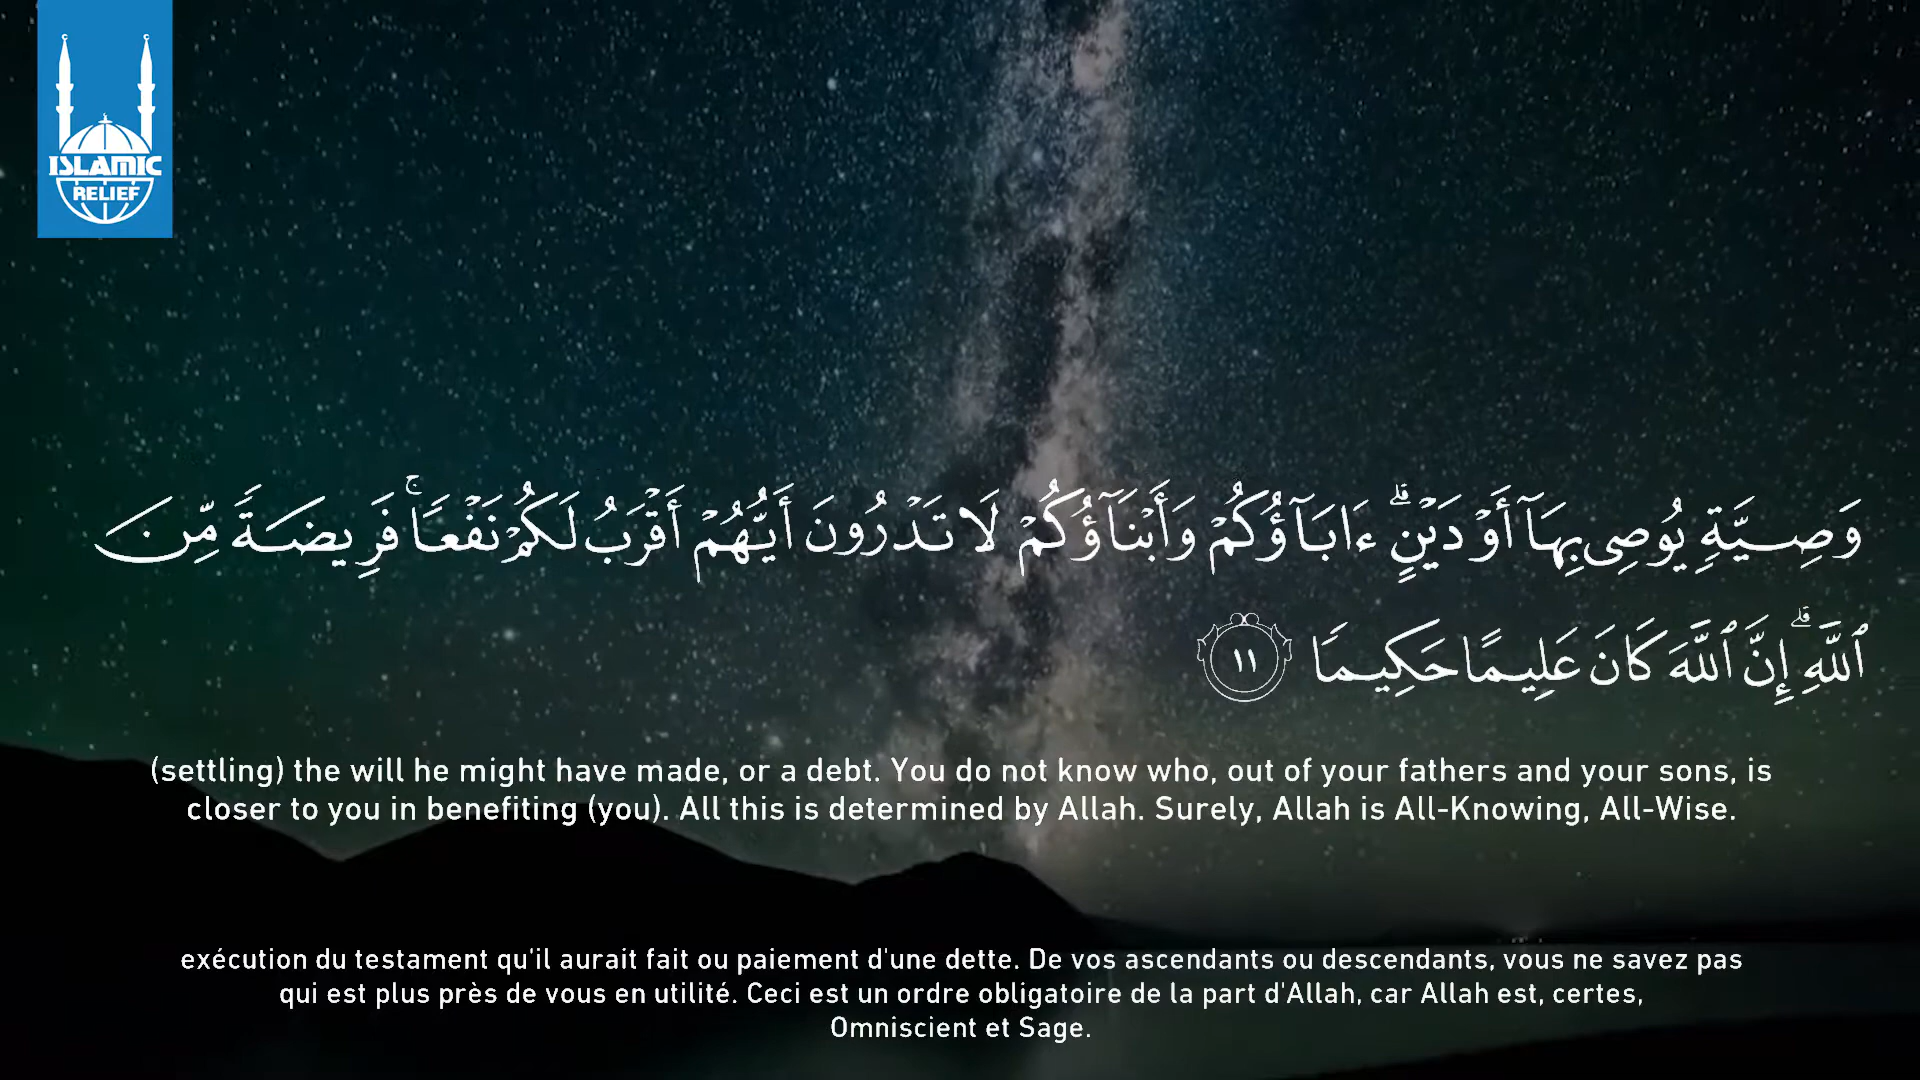 ISLAMIC
RELIEF
وَصِيَّةٍ يُوصِى بِهَآ أَوْ دَيْنٍ ۗ ءَابَآؤُكُمْ وَأَبْنَآؤُكُمْ لَا تَدْرُونَ أَيُّهُمْ أَقْرَبُ لَكُمْ نَفْعًا ۚ فَرِيضَةً مِّنَ
ٱللَّهِ ۗ إِنَّ ٱللَّهَ كَانَ عَلِيمًا حَكِيمًا ١١
(settling) the will he might have made, or a debt. You do not know who, out of your fathers and your sons, is
closer to you in benefiting (you). All this is determined by Allah. Surely, Allah is All-Knowing, All-Wise.
exécution du testament qu'il aurait fait ou paiement d'une dette. De vos ascendants ou descendants, vous ne savez pas
qui est plus près de vous en utilité. Ceci est un ordre obligatoire de la part d'Allah, car Allah est, certes,
Omniscient et Sage.